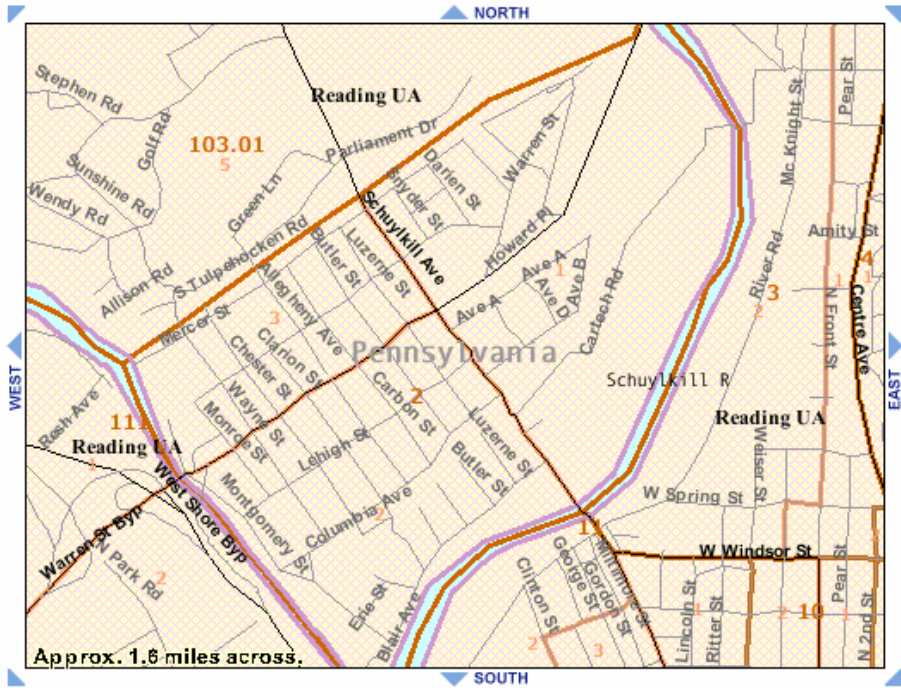 NORTH
Stephen Rd
Reading UA
Pear St
Mc Knight St
Golf Rd
103.01
5
Parliament Dr
Warren St
Darien St
Snyder St
Sunshine Rd
Wendy Rd
Green Ln
Schuylkill Ave
Howard Pl
Amity St
4
1
S Tulpehocken Rd
Butler St
Luzerne St
Ave A
1
Ave B
Ave D
River Rd
Allison Rd
Allegheny Ave
Cartech Rd
3
2
N Front St
Centre Ave
Mercer St
3
Ave A
WEST
Clarion St
Pennsylvania
EAST
Chester St
Schuylkill R
Carbon St
2
Rosh Ave
Wayne St
Monroe St
111
Luzerne St
Reading UA
Reading UA
1
Lehigh St
Butler St
Weiser St
West Shore Byp
Montgomery St
W Spring St
Columbia Ave
2
11
Warren St Byp
W Windsor St
N Park Rd
2
Clinton St
George St
Gordon St
Pear St
Erie St
Blair Ave
Lincoln St
Ritter St
1
2
10
1
N 2nd St
2
3
Approx. 1.6 miles across.
SOUTH